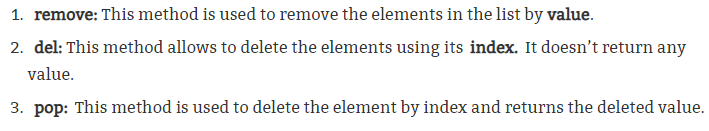 1. remove: This method is used to remove the elements in the list by value.
2. del: This method allows to delete the elements using its index. It doesn’t return any
value.
3. pop: This method is used to delete the element by index and returns the deleted value.